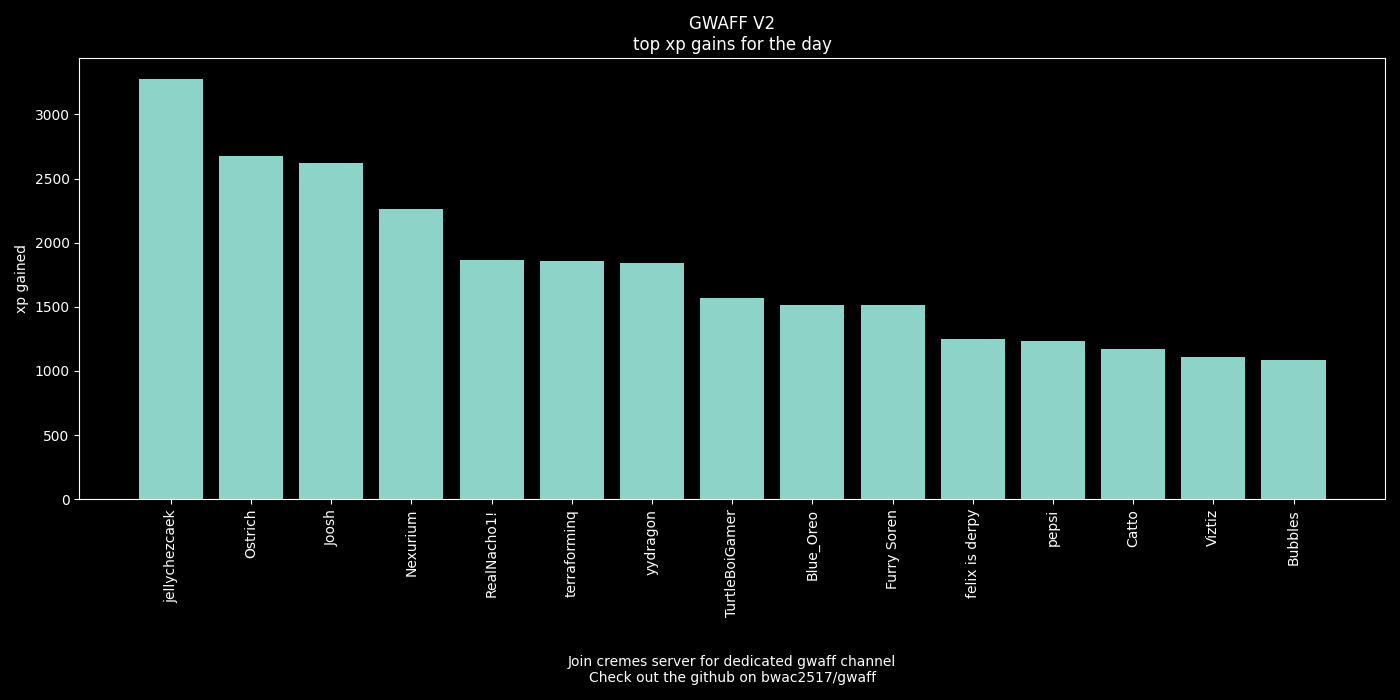 GWAFF V2
top xp gains for the day
xp gained
3000
2500
2000
1500
1000
500
0
jellychezcaek
Ostrich
Joosh
Nexurium
RealNacho1!
terraforminq
yydragon
TurtleBoiGamer
Blue_Oreo
Furry Soren
felix is derpy
pepsi
Catto
Viztiz
Bubbles
Join cremes server for dedicated gwaff channel
Check out the github on bwac2517/gwaff